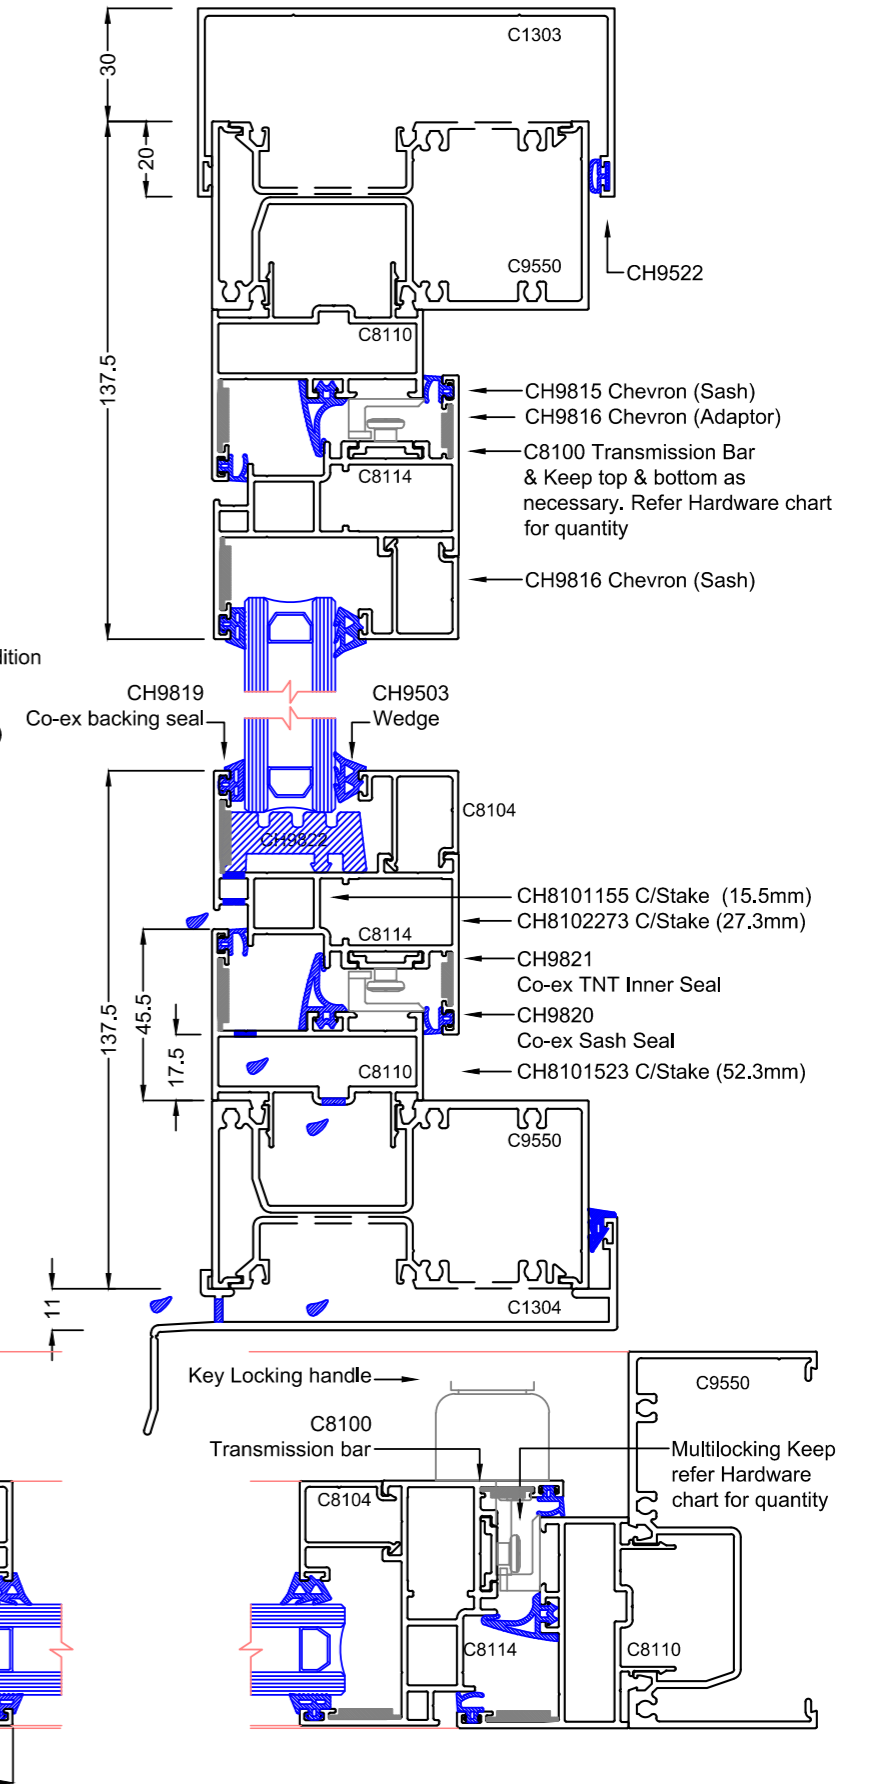 C1303
30
20
C9550
CH9522
C8110
137.5
CH9815 Chevron (Sash)
CH9816 Chevron (Adaptor)
C8100 Transmission Bar
& Keep top & bottom as
necessary. Refer Hardware chart
for quantity
C8114
CH9816 Chevron (Sash)
dition
)
CH9819
Co-ex backing seal
CH9503
Wedge
C8104
CH9822
CH8101155 C/Stake (15.5mm)
CH8102273 C/Stake (27.3mm)
C8114
CH9821
Co-ex TNT Inner Seal
CH9820
Co-ex Sash Seal
137.5
45.5
17.5
C8110
CH8101523 C/Stake (52.3mm)
C9550
11
C1304
Key Locking handle
C9550
C8100
Transmission bar
Multilocking Keep
refer Hardware
chart for quantity
C8104
C8114
C8110